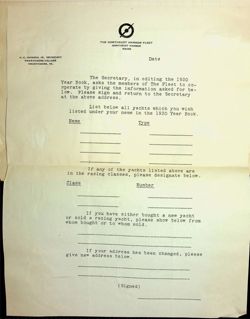 THE NORTHEAST HARBOR FLEET
NORTHEAST HARBOR
MAINE
Date
The Secretary, in editing the 1930
Year Book, asks the members of The Fleet to co-
operate by giving the information asked for be-
low. Please sign and return to the Secretary
at the above address.
List below all yachts which you wish
listed under your name in the 1930 Year Book.
Name Type
If any of the yachts listed above are
in the racing classes, please designate below.
Class Number
If you have either bought a new yacht
or sold a racing yacht, please show below from
whom bought or to whom sold.
If your address has been changed, please
give new address below.
(Signed)